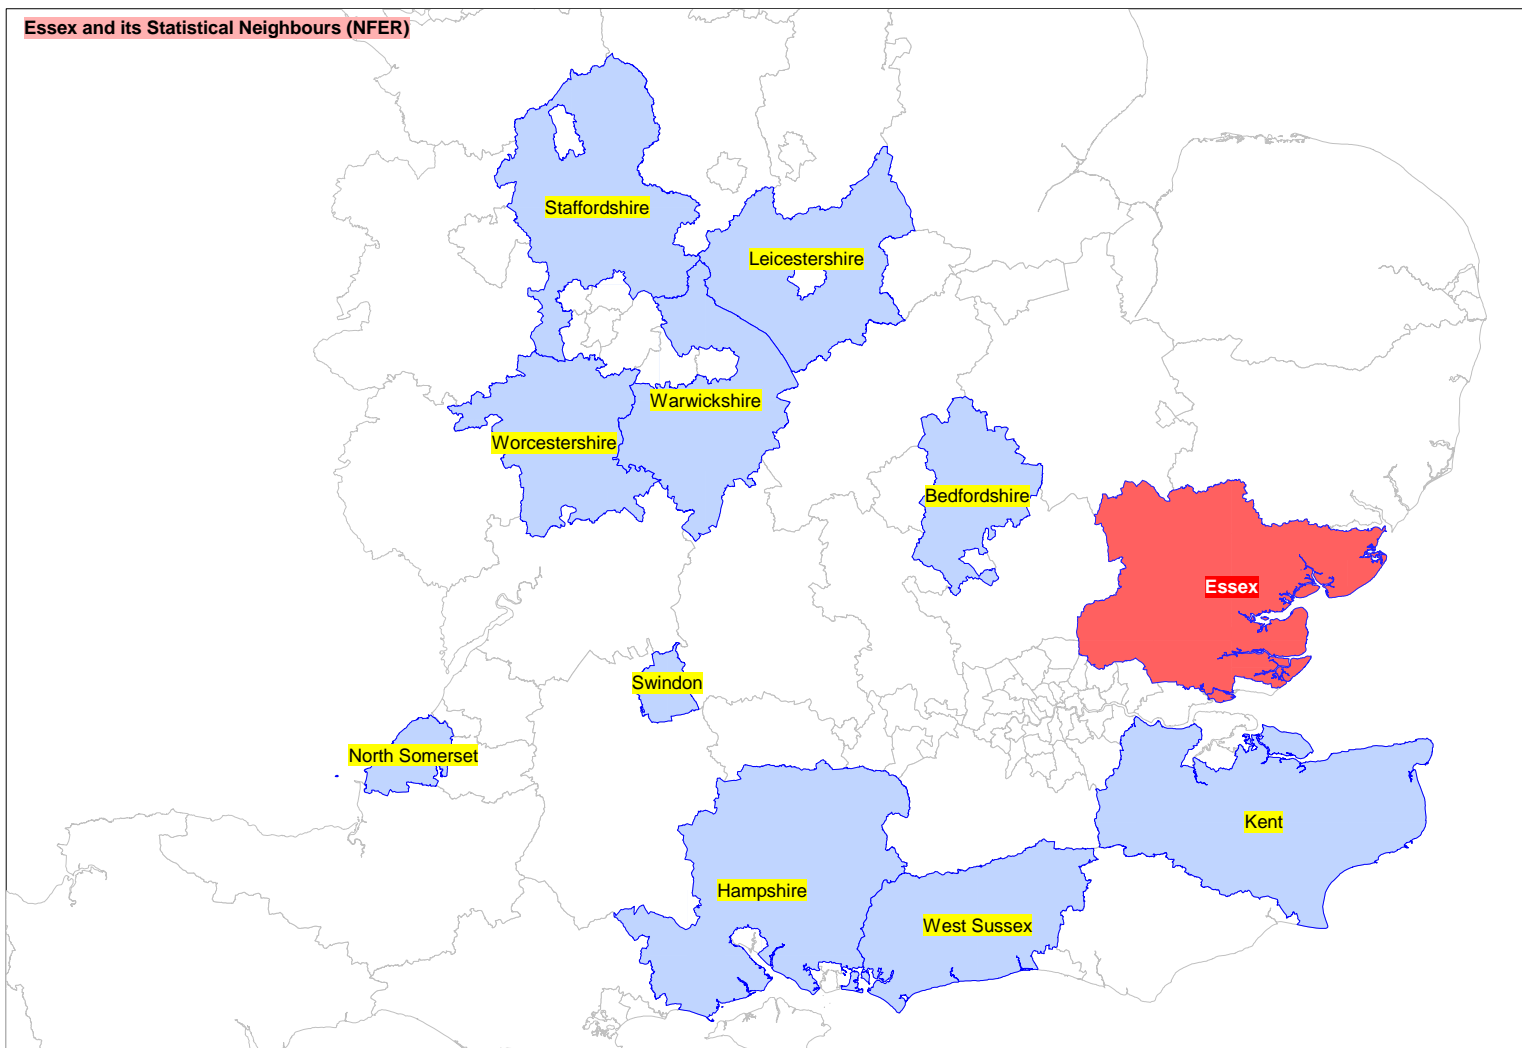 Essex and its Statistical Neighbours (NFER)
Staffordshire
Leicestershire
Warwickshire
Worcestershire
Bedfordshire
Essex
Swindon
North Somerset
Kent
Hampshire
West Sussex